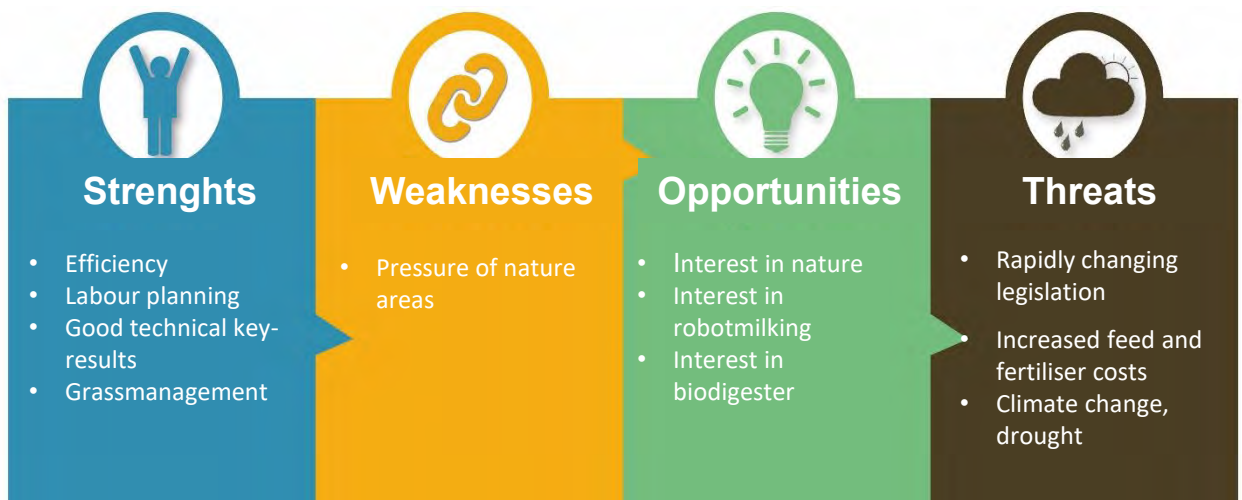 Strenghts
• Efficiency
• Labour planning
• Good technical key-
results
• Grassmanagement
Weaknesses
• Pressure of nature
areas
Opportunities
• Interest in nature
• Interest in
robotmilking
• Interest in
biodigester
Threats
• Rapidly changing
legislation
• Increased feed and
fertiliser costs
• Climate change,
drought